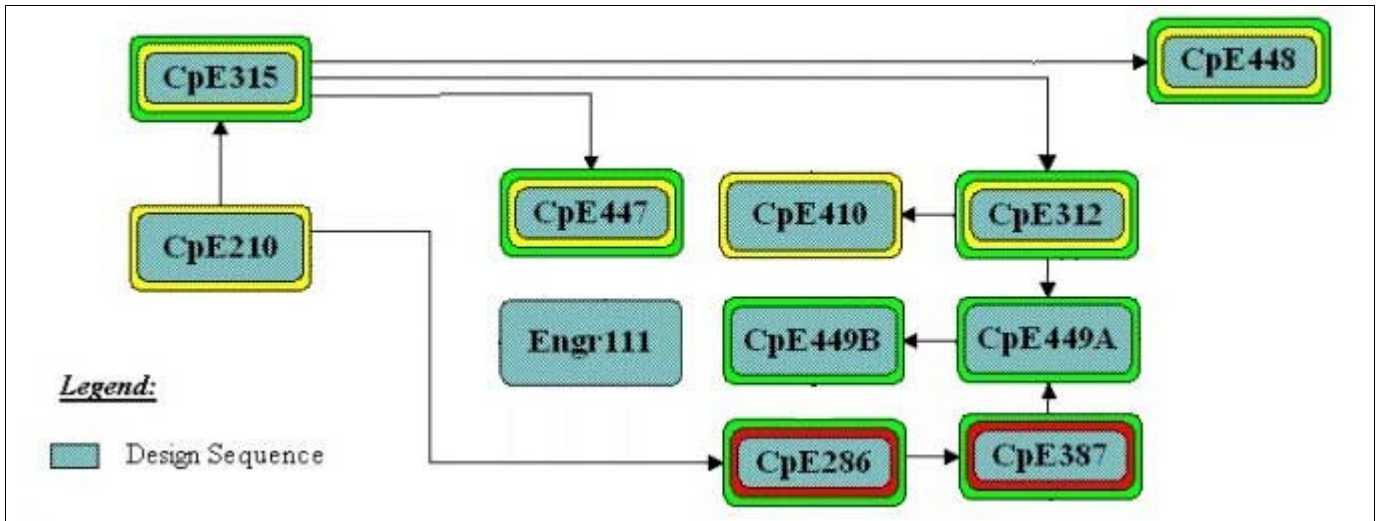 CpE315
CpE448
CpE447
CpE410
CpE312
CpE210
Engr111
CpE449B
CpE449A
Legend:
Design Sequence
CpE286
CpE387